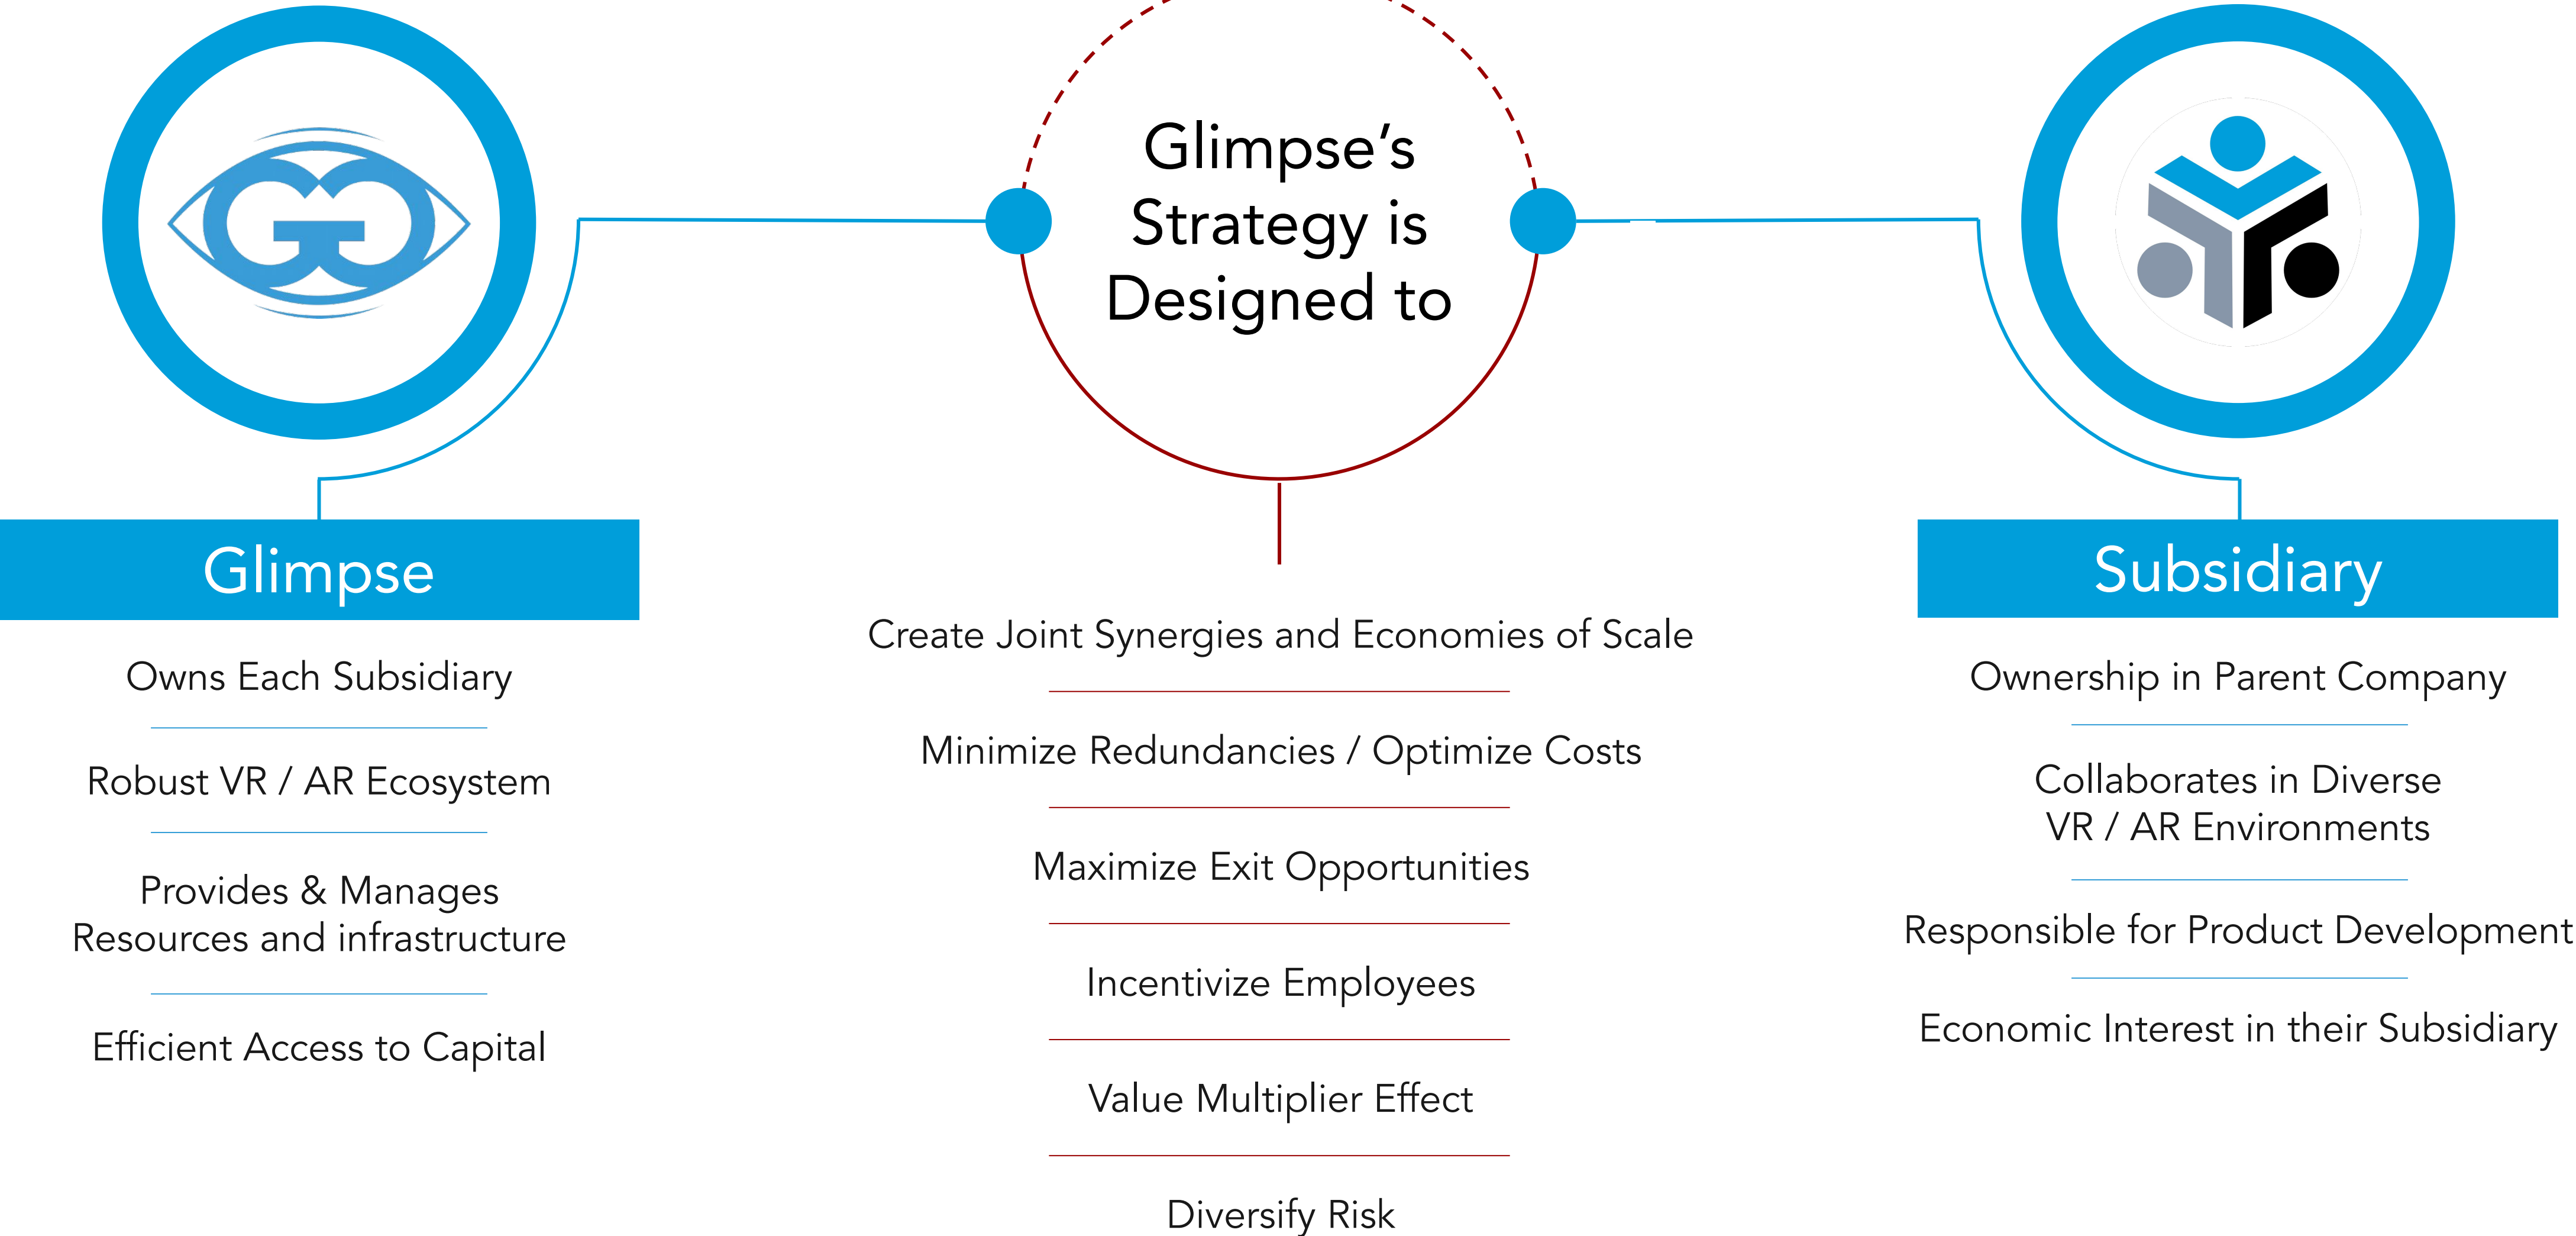 Glimpse's
Strategy is
Designed to
Glimpse
Owns Each Subsidiary
Robust VR / AR Ecosystem
Provides & Manages
Resources and infrastructure
Efficient Access to Capital
Create Joint Synergies and Economies of Scale
Minimize Redundancies / Optimize Costs
Maximize Exit Opportunities
Incentivize Employees
Value Multiplier Effect
Diversify Risk
Subsidiary
Ownership in Parent Company
Collaborates in Diverse
VR / AR Environments
Responsible for Product Development
Economic Interest in their Subsidiary